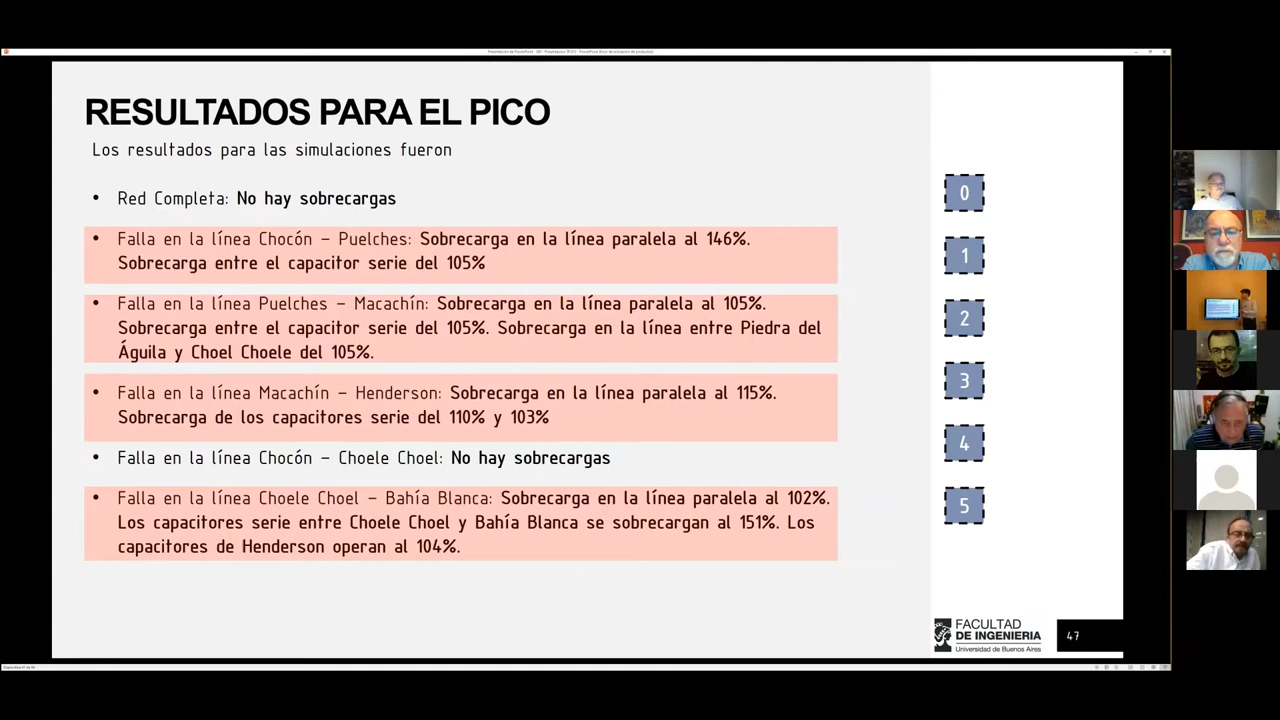 RESULTADOS PARA EL PICO
Los resultados para las simulaciones fueron
• Red Completa: No hay sobrecargas
• Falla en la línea Chocón – Puelches: Sobrecarga en la línea paralela al 146%.
Sobrecarga entre el capacitor serie del 105%
• Falla en la línea Puelches – Macachín: Sobrecarga en la línea paralela al 105%.
Sobrecarga entre el capacitor serie del 105%. Sobrecarga en la línea entre Piedra del
Águila y Choel Choele del 105%.
• Falla en la línea Macachín – Henderson: Sobrecarga en la línea paralela al 115%.
Sobrecarga de los capacitores serie del 110% y 103%
• Falla en la línea Chocón – Choele Choel: No hay sobrecargas
• Falla en la línea Choele Choel – Bahía Blanca: Sobrecarga en la línea paralela al 102%.
Los capacitores serie entre Choele Choel y Bahía Blanca se sobrecargan al 151%. Los
capacitores de Henderson operan al 104%.
0
1
2
3
4
5
FACULTAD
DE INGENIERIA
Universidad de Buenos Aires
47